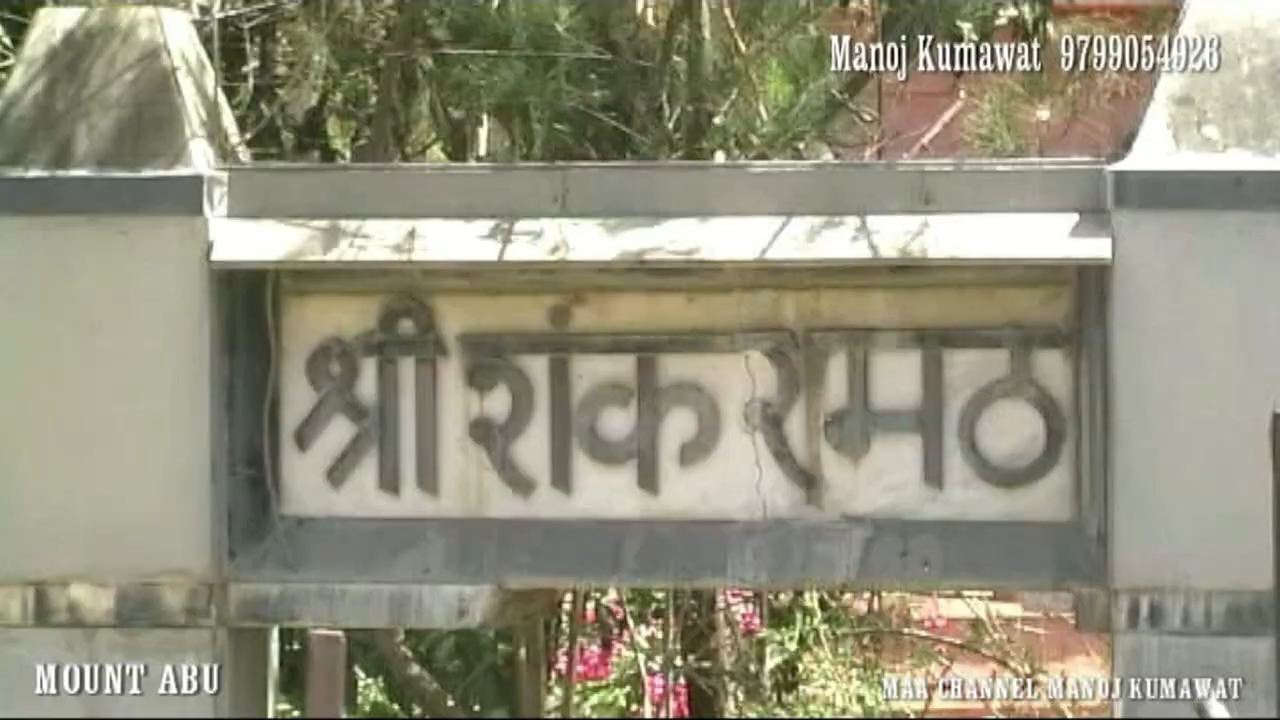 Manoj Kumawat 9799054926
श्री शंकर मठ
MOUNT ABU
MAA CHANNEL MANOJ KUMAWAT